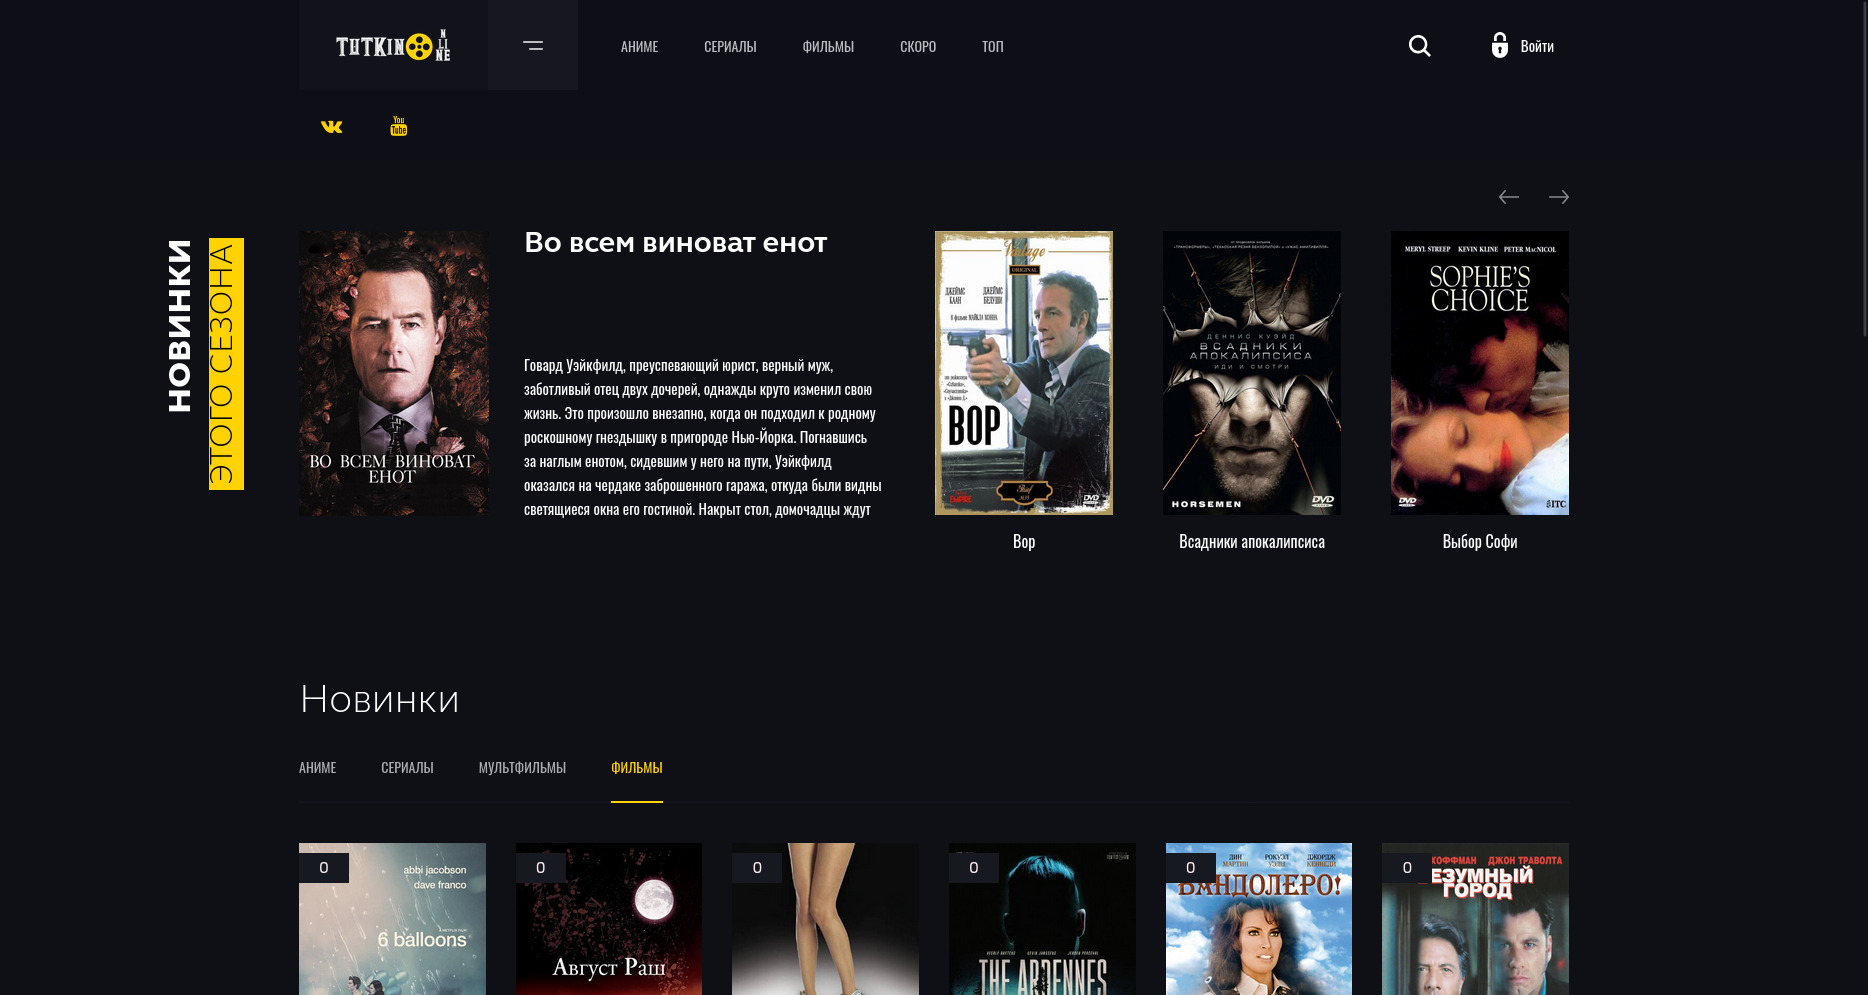 TUTKINO
NLINE
АНИМЕ
СЕРИАЛЫ
ФИЛЬМЫ
СКОРО
ТОП
Войти
You
Tube
НОВИНКИ
ЭТОГО СЕЗОНА
ВО ВСЕМ ВИНОВАТ
ЕНОТ
Во всем виноват енот
Говард Уэйкфилд, преуспевающий юрист, верный муж,
заботливый отец двух дочерей, однажды круто изменил свою
жизнь. Это произошло внезапно, когда он подходил к родному
роскошному гнездышку в пригороде Нью-Йорка. Погнавшись
за наглым енотом, сидевшим у него на пути, Уэйкфилд
оказался на чердаке заброшенного гаража, откуда были видны
светящиеся окна его гостиной. Накрыт стол, домочадцы ждут
Vintage
ORIGINAL
ДЖЕЙМС
КААН
ДЖЕЙМС
БЕЛУШИ
В фильме МАЙКЛА МАННА
ВОР
EMPIRE
DVD
Вор
ДЕННИС КУЭЙД
ВСАДНИКИ
АПОКАЛИПСИСА
ИДИ И СМОТРИ
HORSEMEN
DVD
Всадники апокалипсиса
MERYL STREEP KEVIN KLINE PETER MACNICOL
SOPHIE'S
CHOICE
DVD
ITC
Выбор Софи
Новинки
АНИМЕ
СЕРИАЛЫ
МУЛЬТФИЛЬМЫ
ФИЛЬМЫ
0
abbi jacobson
dave franco
6 balloons
0
Август Раш
0
0
THE ARDENNES
0
ДИН
МАРТИН
РОКУЭЛ
УЭЛЧ
ДЖОРДЖ
КЕННЕДИ
БАНДОЛЕРО!
0
ХОФФМАН ДЖОН ТРАВОЛТА
ЕЗУМНЫЙ
ГОРОД